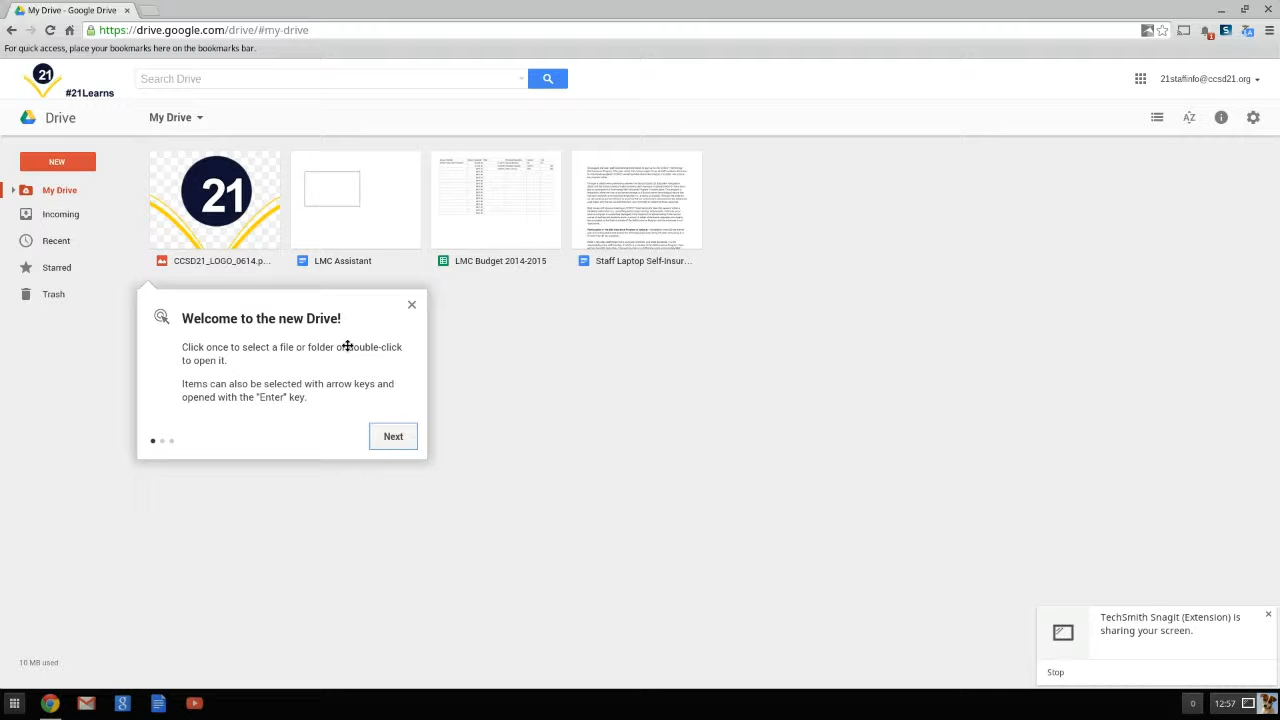 My Drive - Google Drive
https://drive.google.com/drive/#my-drive
For quick access, place your bookmarks here on the bookmarks bar.
21
#21Learns
Search Drive
21staffinfo@ccsd21.org
Drive
My Drive
AZ
NEW
My Drive
Incoming
Recent
Starred
Trash
21
CCSD21_LOGO_0614.p...
LMC Assistant
LMC Budget 2014-2015
Staff Laptop Self-Insur...
Welcome to the new Drive!
Click once to select a file or folder or double-click
to open it.
Items can also be selected with arrow keys and
opened with the "Enter" key.
Next
TechSmith Snagit (Extension) is
sharing your screen.
Stop
10 MB used
0
12:57